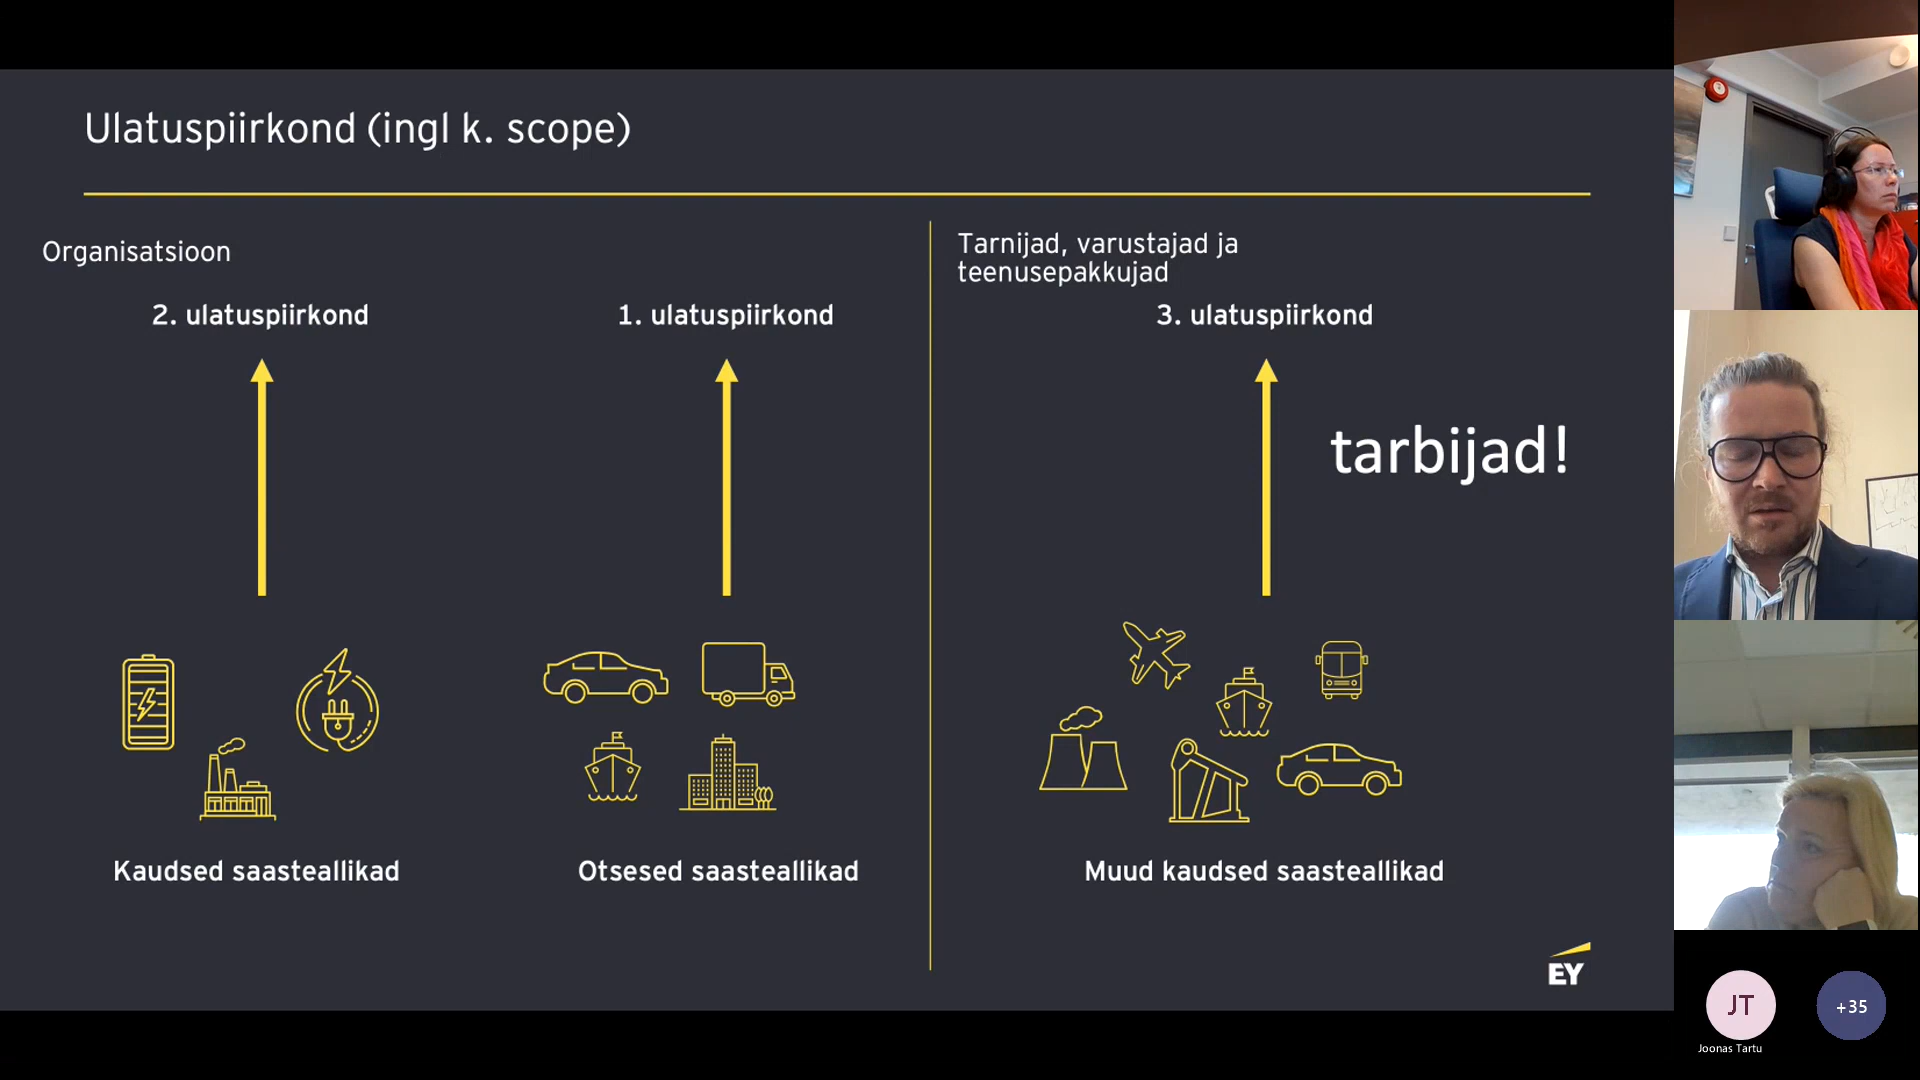 Ulatuspiirkond (ingl k. scope)
Organisatsioon
2. ulatuspiirkond
1. ulatuspiirkond
Kaudsed saasteallikad
Otsesed saasteallikad
Tarnijad, varustajad ja
teenusepakkujad
3. ulatuspiirkond
tarbijad!
Muud kaudsed saasteallikad
EY
JT
Joonas Tartu
+35